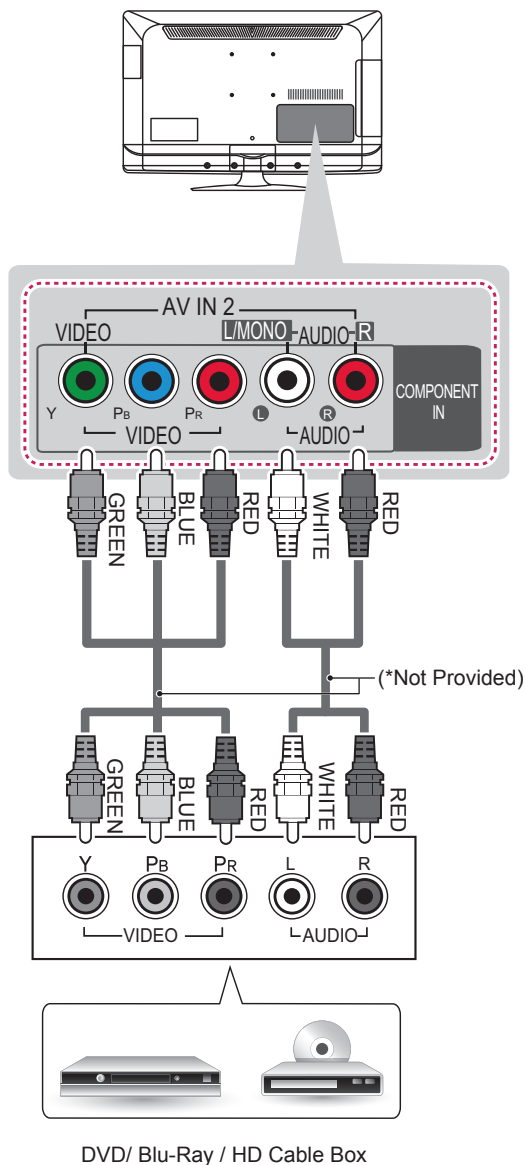 AV IN 2
VIDEO L/MONO AUDIO R
Y PB PR L R
COMPONENT
IN
VIDEO AUDIO
GREEN BLUE RED WHITE RED
(*Not Provided)
GREEN BLUE RED WHITE RED
Y PB PR L R
VIDEO AUDIO
DVD/ Blu-Ray / HD Cable Box